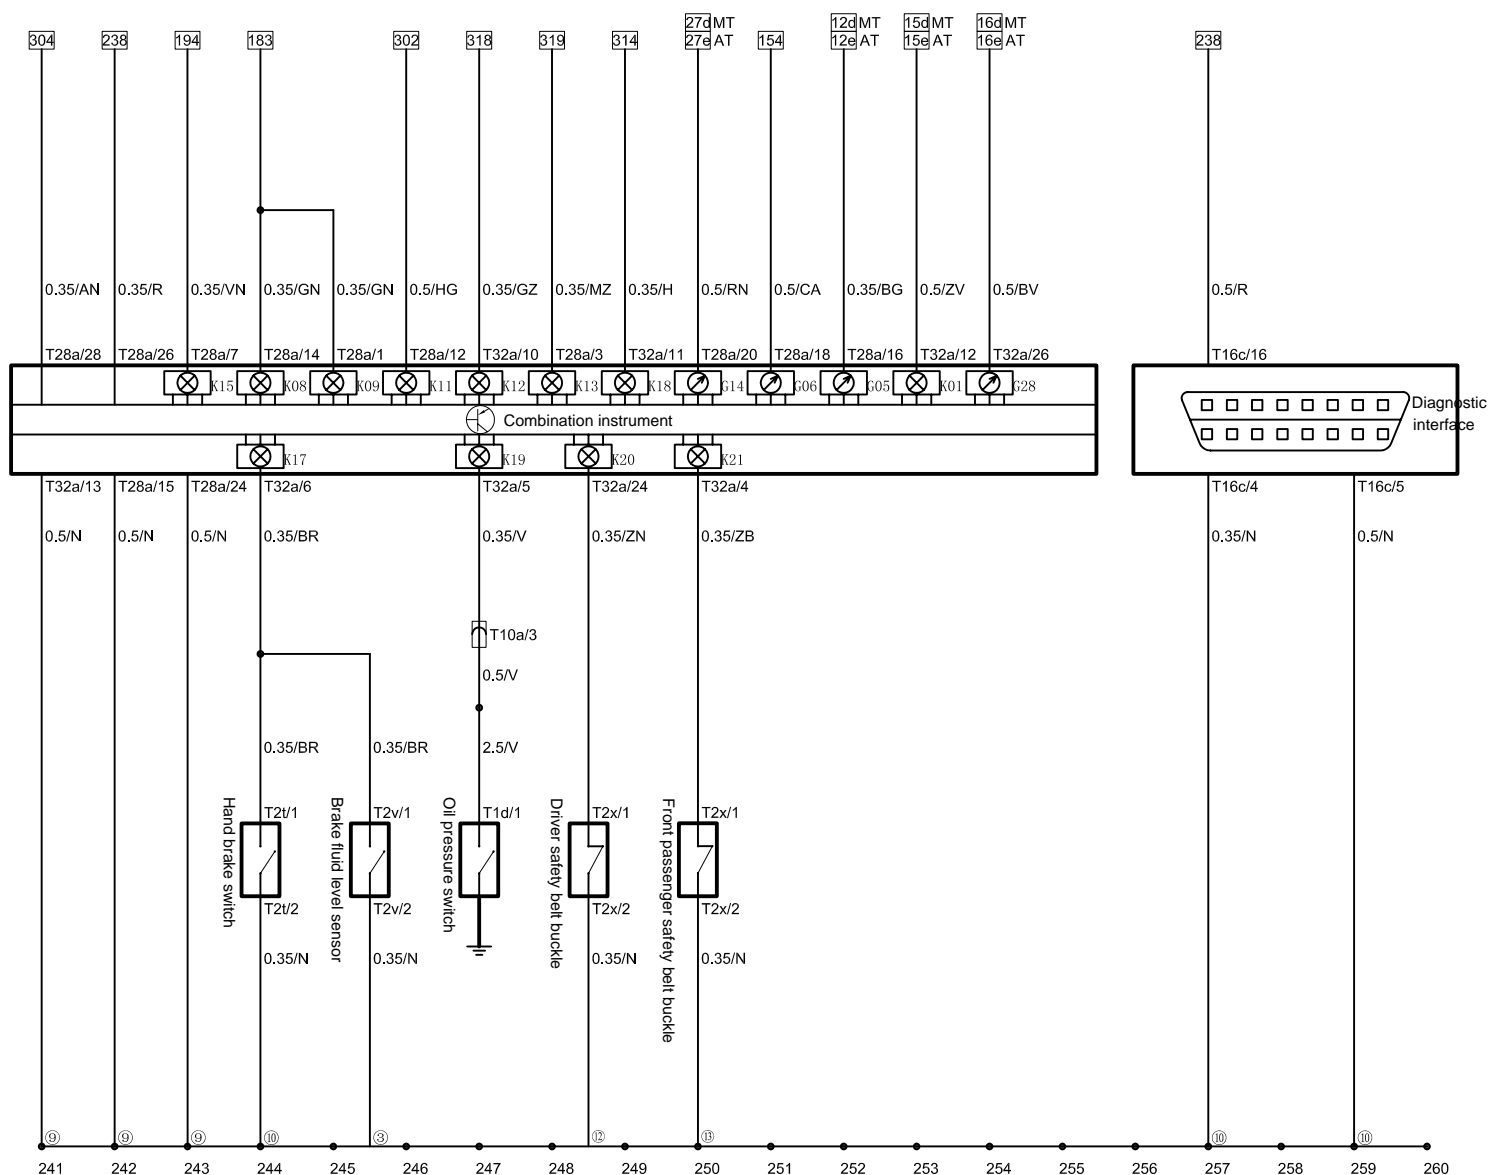 27d MT 12d MT 15d MT 16d MT
304 238 194 183 302 318 319 314 27e AT 154 12e AT 15e AT 16e AT 238
0.35/AN 0.35/R 0.35/VN 0.35/GN 0.35/GN 0.5/HG 0.35/GZ 0.35/MZ 0.35/H 0.5/RN 0.5/CA 0.35/BG 0.5/ZV 0.5/BV 0.5/R
T28a/28 T28a/26 T28a/7 T28a/14 T28a/1 T28a/12 T32a/10 T28a/3 T32a/11 T28a/20 T28a/18 T28a/16 T32a/12 T32a/26 T16c/16
K15 K08 K09 K11 K12 K13 K18 G14 G06 G05 K01 G28
Diagnostic
interface
Combination instrument
K17 K19 K20 K21
T32a/13 T28a/15 T28a/24 T32a/6 T32a/5 T32a/24 T32a/4 T16c/4 T16c/5
0.5/N 0.5/N 0.5/N 0.35/BR 0.35/V 0.35/ZN 0.35/ZB 0.35/N 0.5/N
T10a/3
0.5/V
0.35/BR 0.35/BR 2.5/V
T2t/1 T2v/1 T1d/1 T2x/1 T2x/1
Hand brake switch
Brake fluid level sensor
Oil pressure switch
Driver safety belt buckle
Front passenger safety belt buckle
T2t/2 T2v/2 T2x/2 T2x/2
0.35/N 0.35/N 0.35/N 0.35/N
⑨ ⑨ ⑨ ⑩ ③ ⑫ ⑬ ⑩ ⑩
241 242 243 244 245 246 247 248 249 250 251 252 253 254 255 256 257 258 259 260